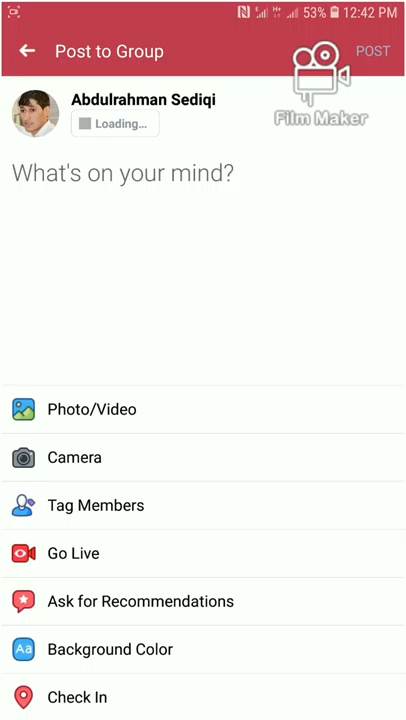 53% 12:42 PM
Post to Group
POST
Film Maker
Abdulrahman Sediqi
Loading...
What's on your mind?
Photo/Video
Camera
Tag Members
Go Live
Ask for Recommendations
Aa Background Color
Check In